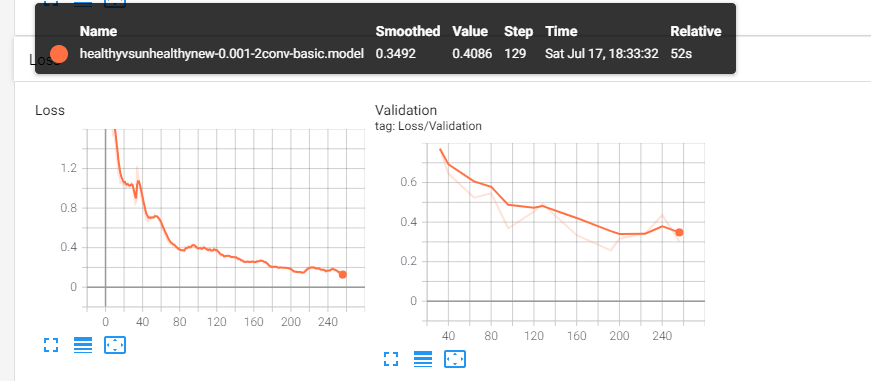 Name Smoothed Value Step Time Relative
healthyvsunhealthynew-0.001-2conv-basic.model 0.3492 0.4086 129 Sat Jul 17, 18:33:32 52s
Loss
Loss
1.2
0.8
0.4
0
0 40 80 120 160 200 240
Validation
tag: Loss/Validation
0.6
0.4
0.2
0
40 80 120 160 200 240